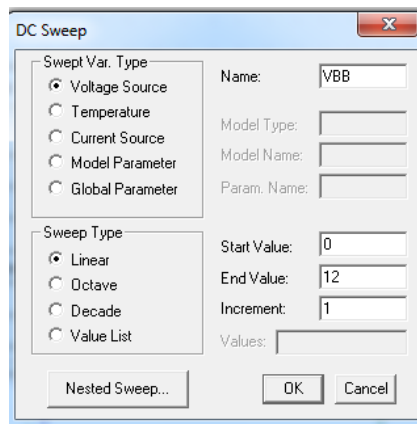 DC Sweep
Swept Var. Type
Voltage Source
Temperature
Current Source
Model Parameter
Global Parameter
Name: VBB
Model Type:
Model Name:
Param. Name:
Sweep Type
Linear
Octave
Decade
Value List
Start Value: 0
End Value: 12
Increment: 1
Values:
Nested Sweep...
OK
Cancel